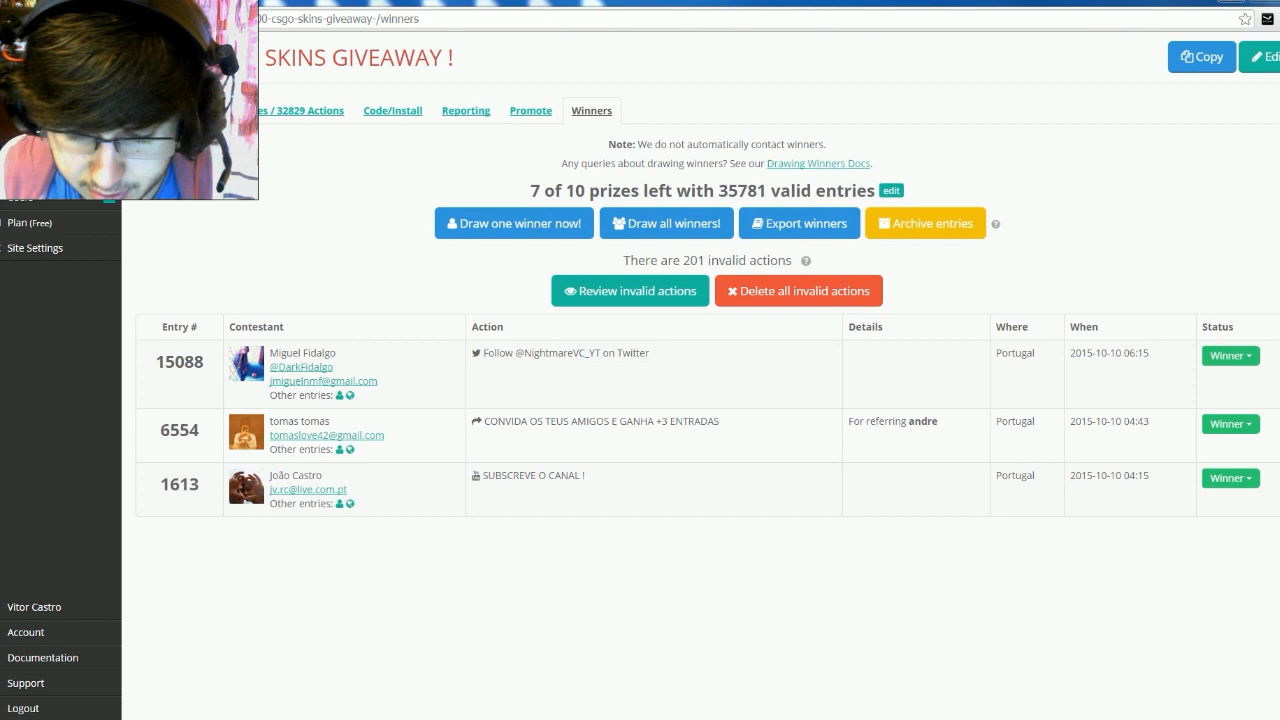 00-csgo-skins-giveaway-/winners
SKINS GIVEAWAY !
Copy
Edi
es / 32829 Actions
Code/Install
Reporting
Promote
Winners
Note: We do not automatically contact winners.
Any queries about drawing winners? See our Drawing Winners Docs.
7 of 10 prizes left with 35781 valid entries edit
Draw one winner now!
Draw all winners!
Export winners
Archive entries
There are 201 invalid actions
Review invalid actions
Delete all invalid actions
Plan (Free)
Site Settings
Entry # Contestant Action Details Where When Status
15088
Miguel Fidalgo
@DarkFidalgo
jmiguelnmf@gmail.com
Other entries:
Follow @NightmareVC_YT on Twitter
Portugal
2015-10-10 06:15
Winner
6554
tomas tomas
tomaslove42@gmail.com
Other entries:
CONVIDA OS TEUS AMIGOS E GANHA +3 ENTRADAS
For referring andre
Portugal
2015-10-10 04:43
Winner
1613
João Castro
jv.rc@live.com.pt
Other entries:
SUBSCREVE O CANAL !
Portugal
2015-10-10 04:15
Winner
Vitor Castro
Account
Documentation
Support
Logout